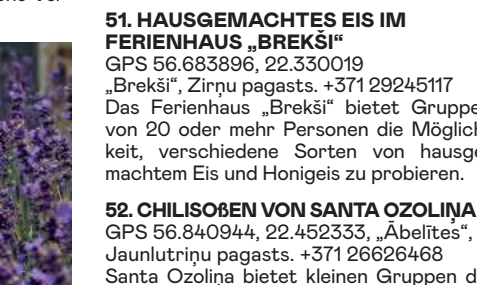 51. HAUSGEMACHTES EIS IM
FERIENHAUS „BREKŠI“
GPS 56.683896, 22.330019
„Brekši“, Zirņu pagasts. +371 29245117
Das Ferienhaus „Brekši“ bietet Gruppe
von 20 oder mehr Personen die Möglich
keit, verschiedene Sorten von hausge
machtem Eis und Honigeis zu probieren.
52. CHILISOßEN VON SANTA OZOLIŅA
GPS 56.840944, 22.452333, „Ābelītes“,
Jaunlutriņu pagasts. +371 26626468
Santa Ozoliņa bietet kleinen Gruppen d